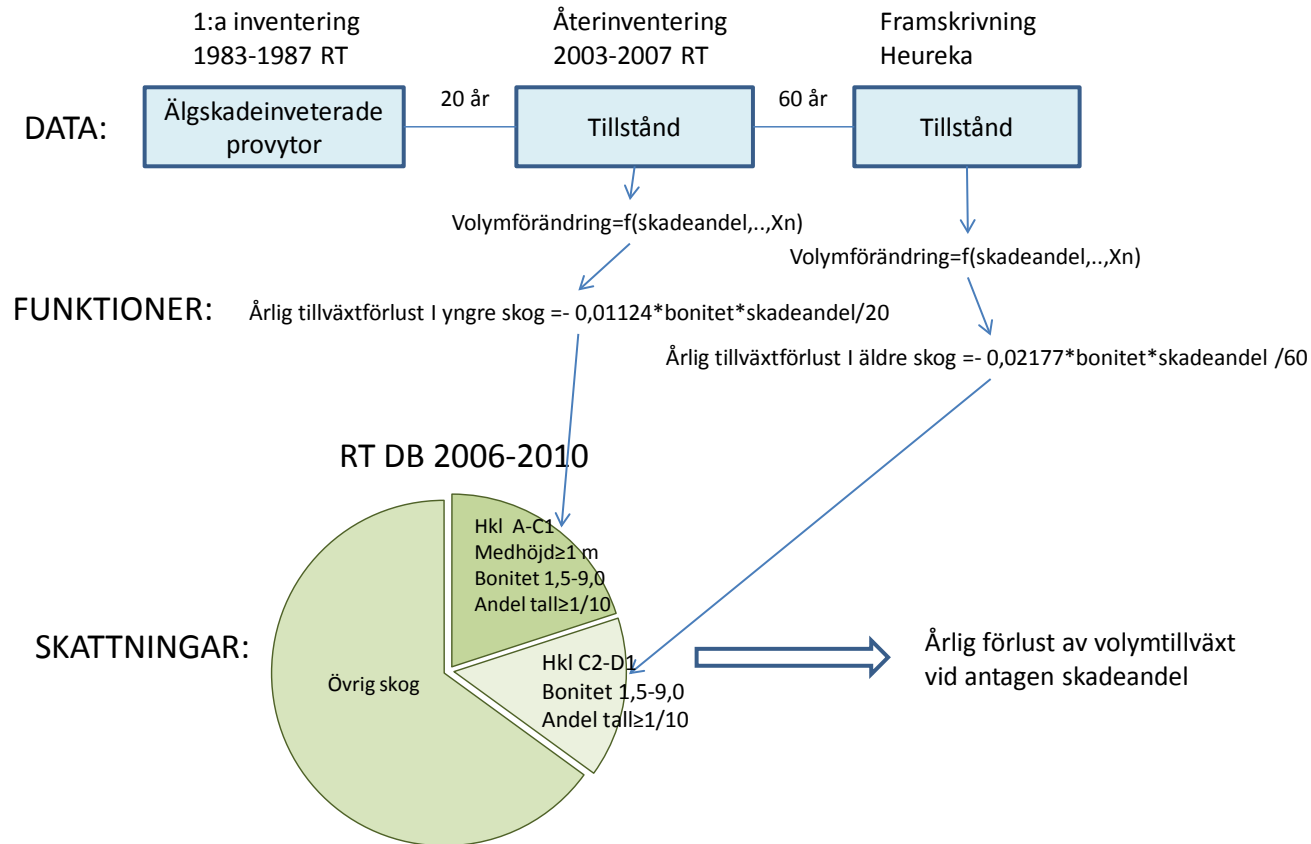 1:a inventering
1983-1987 RT
Återinventering
2003-2007 RT
Framskrivning
Heureka
DATA:
Älgskadeinveterade
provytor
20 år
Tillstånd
60 år
Tillstånd
Volymförändring=f(skadeandel,..,Xn)
Volymförändring=f(skadeandel,..,Xn)
FUNKTIONER:
Årlig tillväxtförlust I yngre skog =- 0,01124*bonitet*skadeandel/20
Årlig tillväxtförlust I äldre skog =- 0,02177*bonitet*skadeandel /60
RT DB 2006-2010
Hkl A-C1
Medhöjd≥1 m
Bonitet 1,5-9,0
Andel tall≥1/10
SKATTNINGAR:
Övrig skog
Hkl C2-D1
Bonitet 1,5-9,0
Andel tall≥1/10
Årlig förlust av volymtillväxt
vid antagen skadeandel